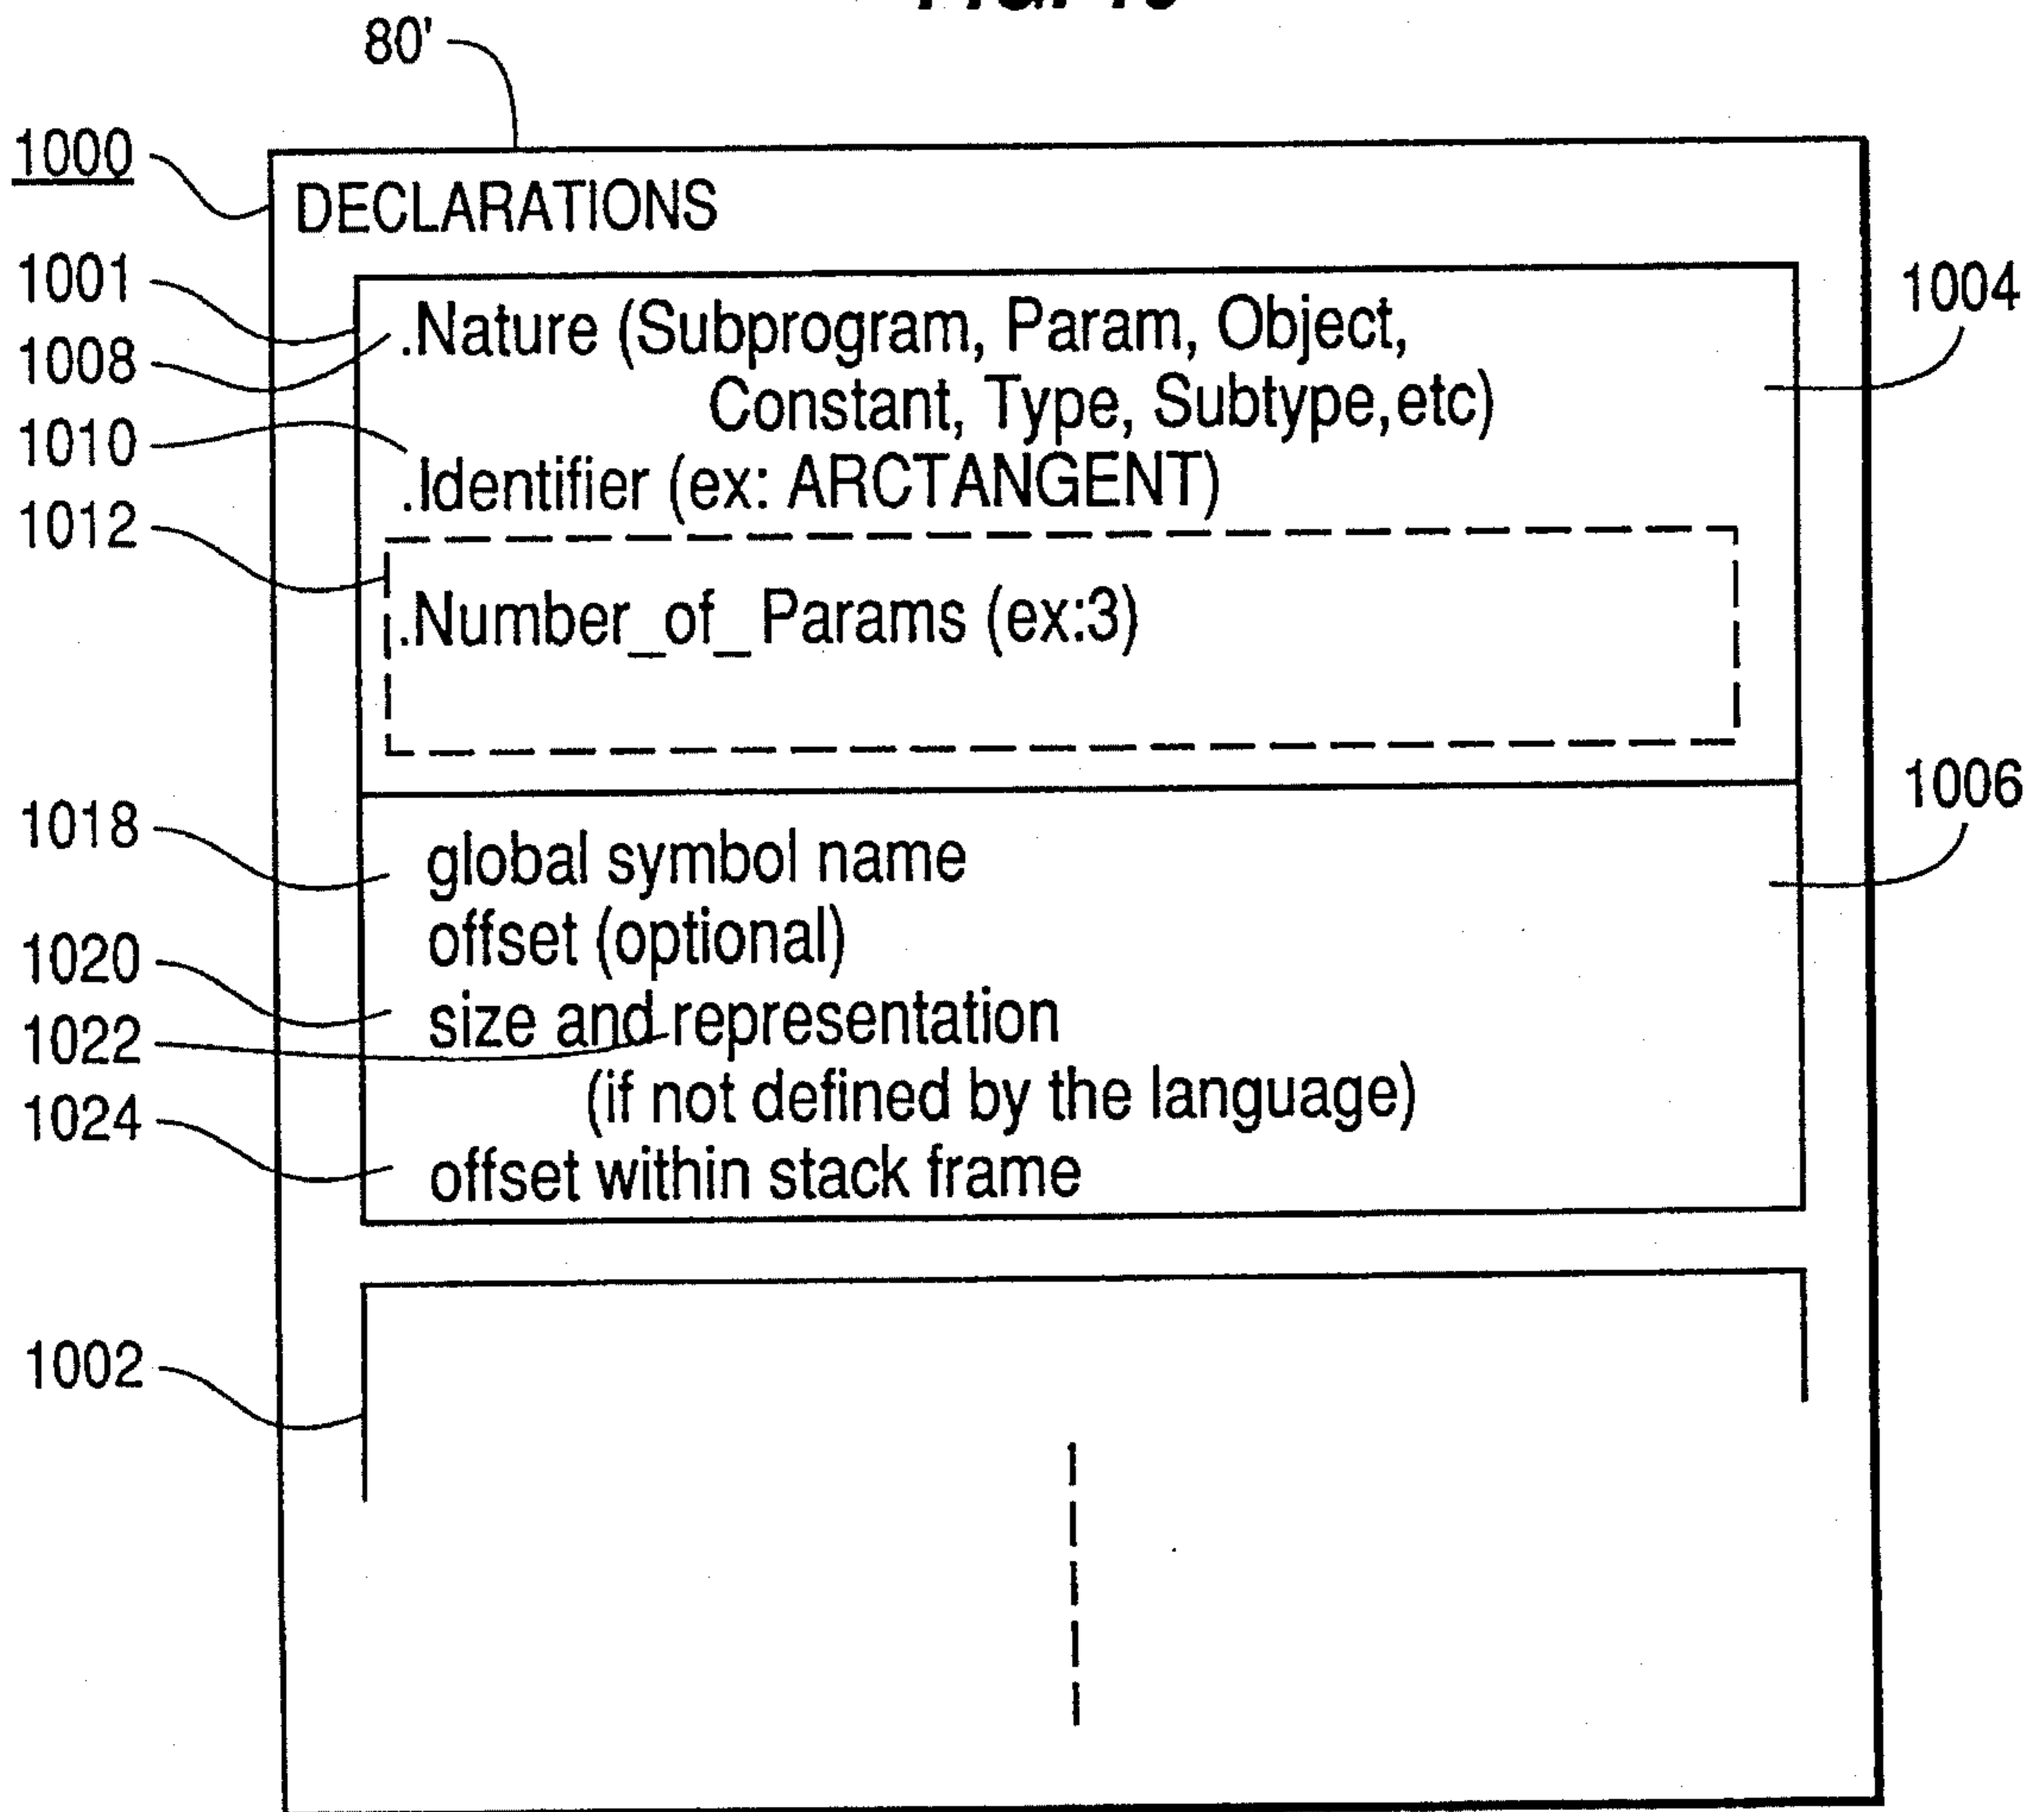 80'
1000
DECLARATIONS
1001
1004
.Nature (Subprogram, Param, Object,
1008
Constant, Type, Subtype,etc)
1010
.Identifier (ex: ARCTANGENT)
1012
.Number_of_Params (ex:3)
1006
1018
global symbol name
offset (optional)
1020
size and representation
1022
(if not defined by the language)
1024
offset within stack frame
1002